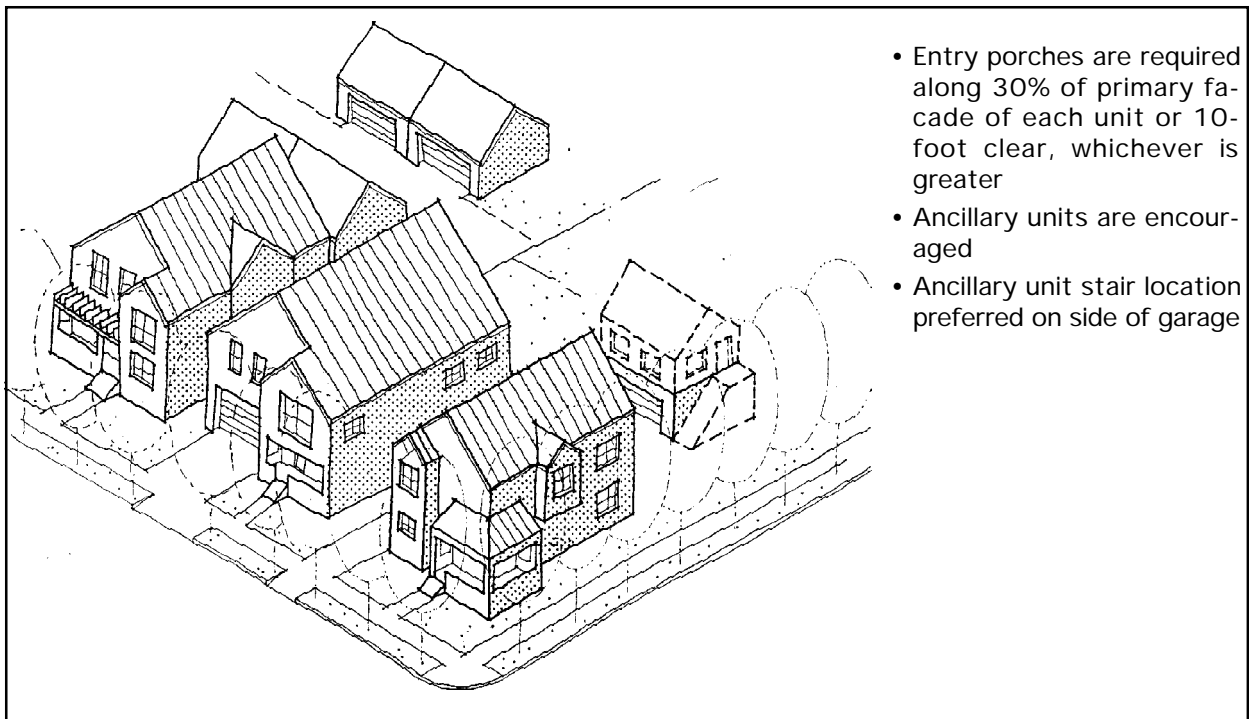 • Entry porches are required
along 30% of primary fa-
cade of each unit or 10-
foot clear, whichever is
greater
• Ancillary units are encour-
aged
• Ancillary unit stair location
preferred on side of garage